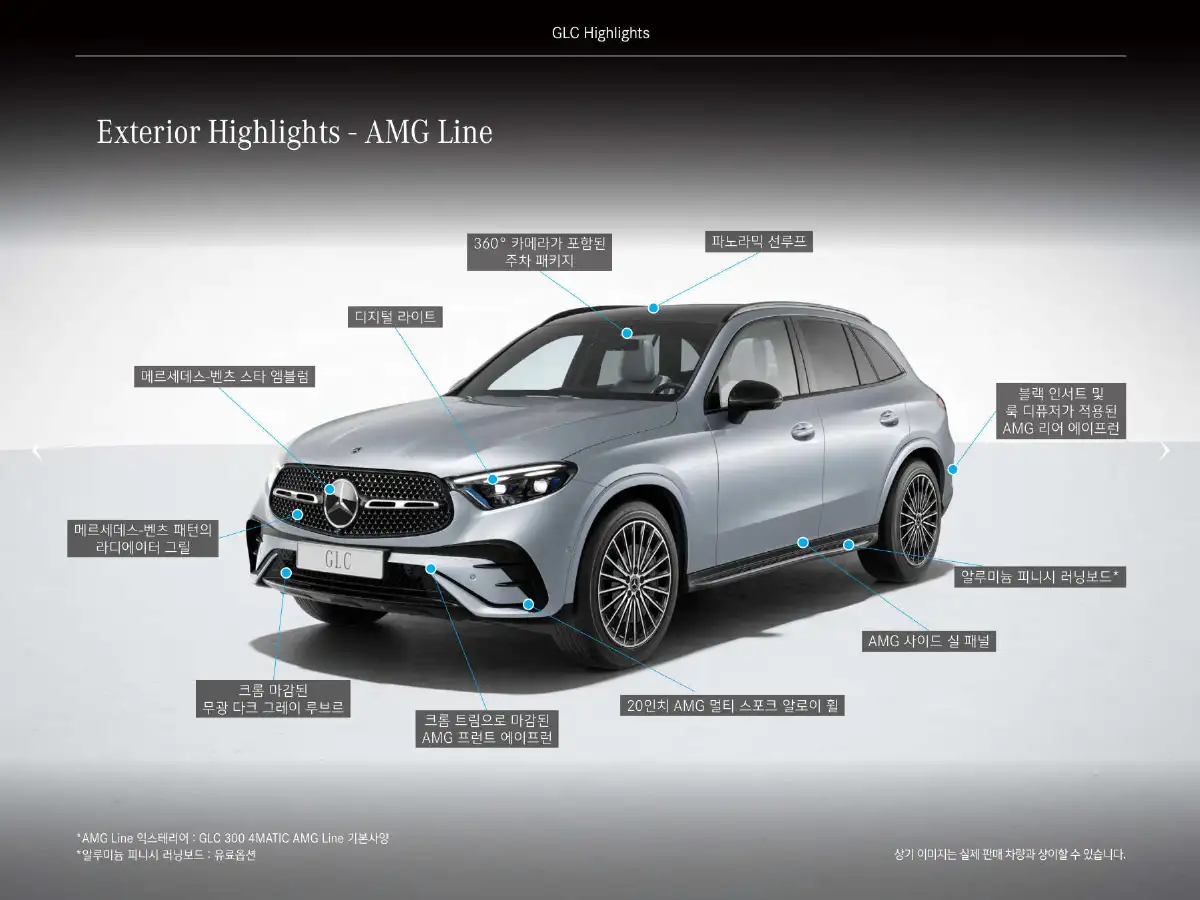 GLC Highlights
Exterior Highlights - AMG Line
360° 카메라가 포함된
주차 패키지
파노라믹 선루프
디지털 라이트
메르세데스-벤츠 스타 엠블럼
블랙 인서트 및
룩 디퓨저가 적용된
AMG 리어 에이프런
메르세데스-벤츠 패턴의
라디에이터 그릴
GLC
알루미늄 피니시 러닝보드*
AMG 사이드 실 패널
크롬 마감된
무광 다크 그레이 루브르
20인치 AMG 멀티 스포크 알로이 휠
크롬 트림으로 마감된
AMG 프런트 에이프런
*AMG Line 익스테리어 : GLC 300 4MATIC AMG Line 기본사양
*알루미늄 피니시 러닝보드 : 유료옵션
상기 이미지는 실제 판매 차량과 상이할 수 있습니다.